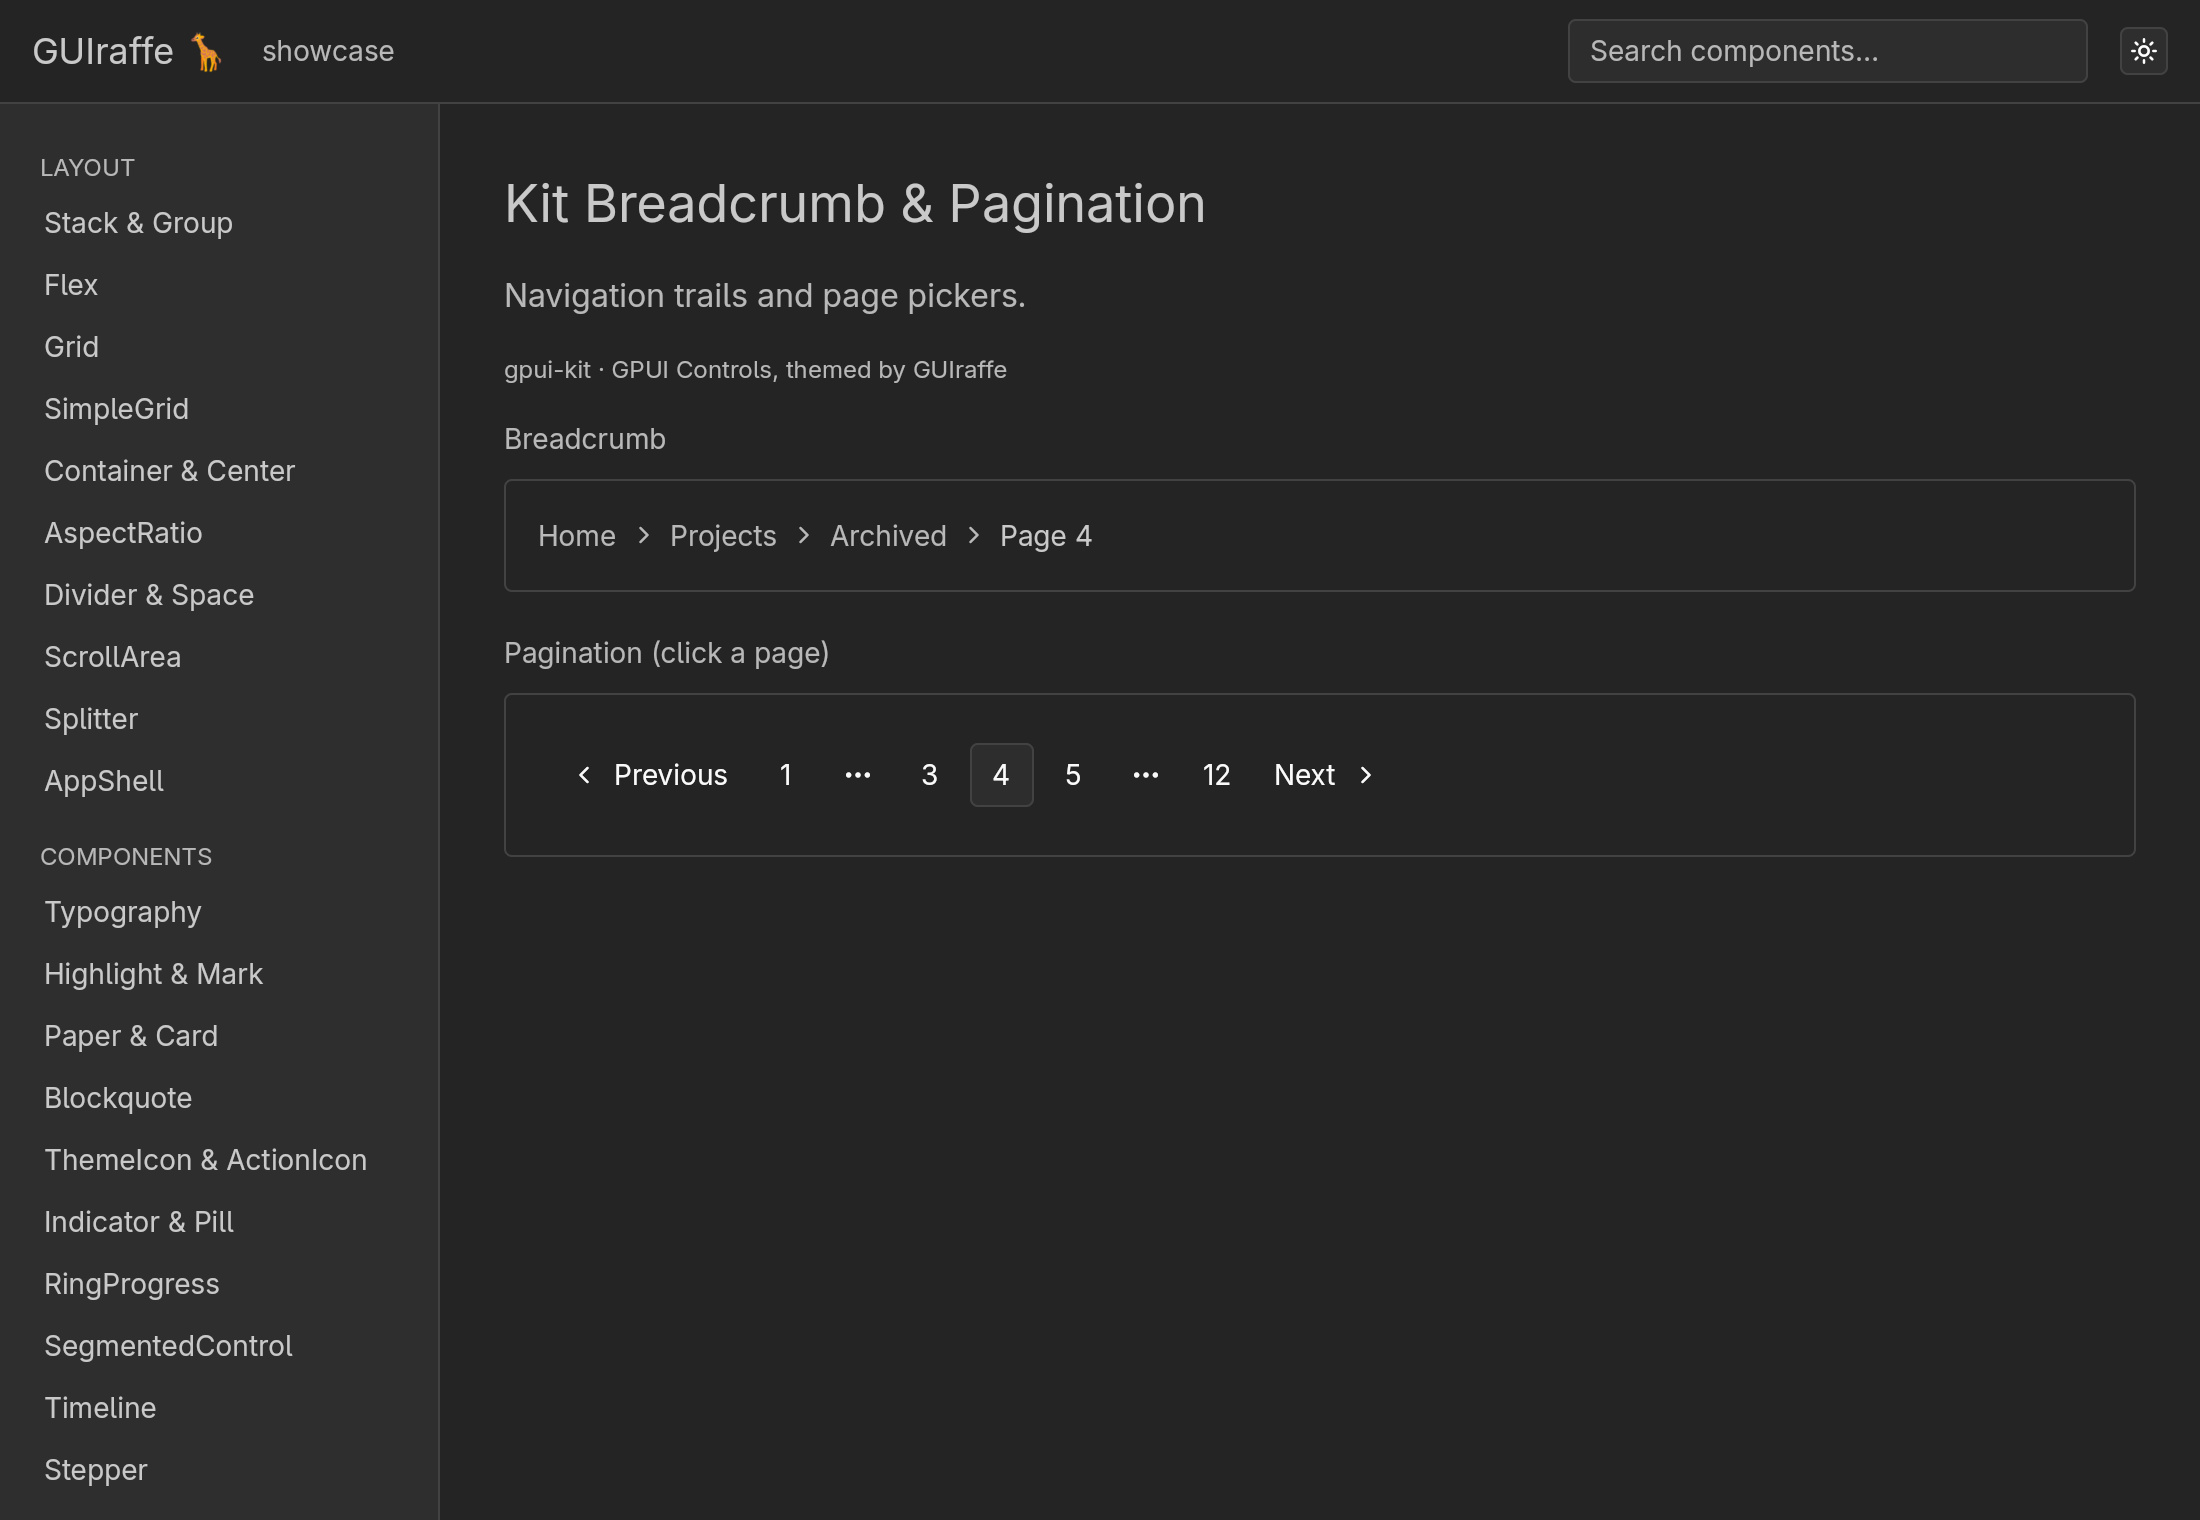 GUIraffe 🦒 showcase
Search components...
LAYOUT
Stack & Group
Flex
Grid
SimpleGrid
Container & Center
AspectRatio
Divider & Space
ScrollArea
Splitter
AppShell
COMPONENTS
Typography
Highlight & Mark
Paper & Card
Blockquote
ThemeIcon & ActionIcon
Indicator & Pill
RingProgress
SegmentedControl
Timeline
Stepper
Kit Breadcrumb & Pagination
Navigation trails and page pickers.
gpui-kit · GPUI Controls, themed by GUIraffe
Breadcrumb
Home > Projects > Archived > Page 4
Pagination (click a page)
< Previous 1 ••• 3 4 5 ••• 12 Next >